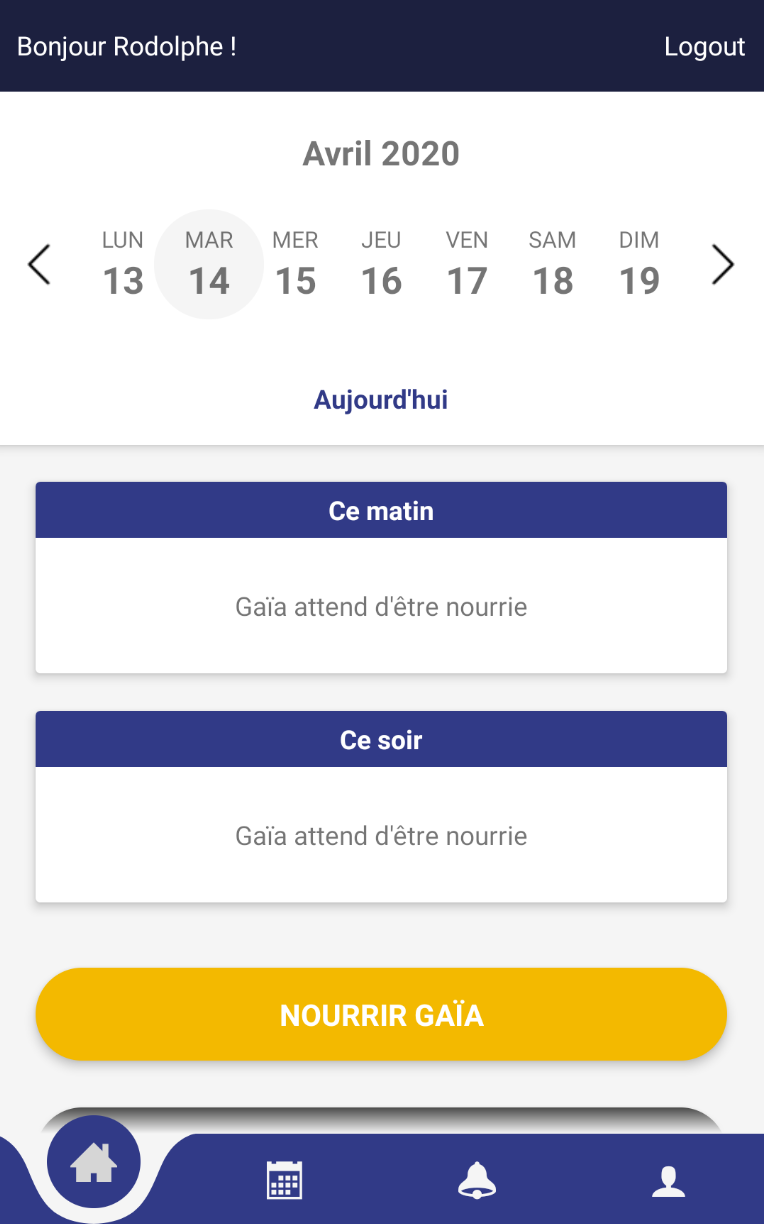 Bonjour Rodolphe !
Logout
Avril 2020
LUN MAR MER JEU VEN SAM DIM
13 14 15 16 17 18 19
Aujourd'hui
Ce matin
Gaïa attend d'être nourrie
Ce soir
Gaïa attend d'être nourrie
NOURRIR GAÏA